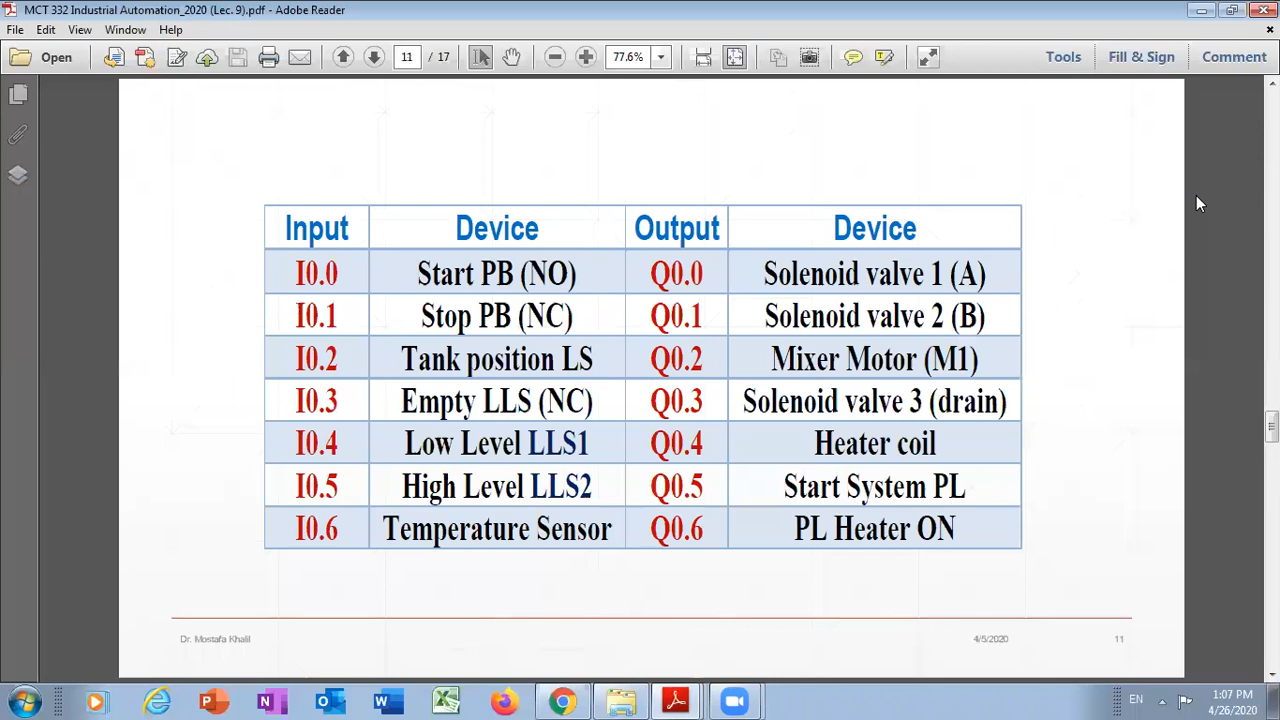 MCT 332 Industrial Automation_2020 (Lec. 9).pdf - Adobe Reader
File Edit View Window Help
Open 11 / 17 77.6% Tools Fill & Sign Comment
Input Device Output Device
I0.0 Start PB (NO) Q0.0 Solenoid valve 1 (A)
I0.1 Stop PB (NC) Q0.1 Solenoid valve 2 (B)
I0.2 Tank position LS Q0.2 Mixer Motor (M1)
I0.3 Empty LLS (NC) Q0.3 Solenoid valve 3 (drain)
I0.4 Low Level LLS1 Q0.4 Heater coil
I0.5 High Level LLS2 Q0.5 Start System PL
I0.6 Temperature Sensor Q0.6 PL Heater ON
Dr. Mostafa Khalil 4/5/2020 11
EN 1:07 PM
4/26/2020